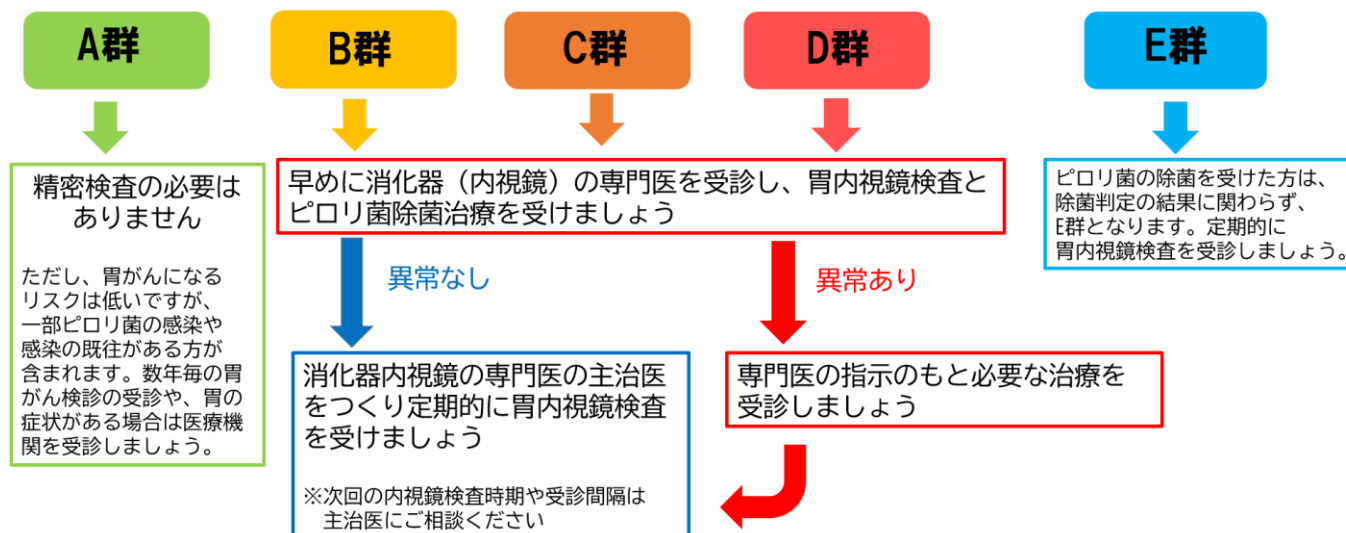 A群
B群
C群
D群
E群
精密検査の必要は
ありません
ただし、胃がんになる
リスクは低いですが、
一部ピロリ菌の感染や
感染の既往がある方が
含まれます。数年毎の胃
がん検診の受診や、胃の
症状がある場合は医療機
関を受診しましょう。
早めに消化器（内視鏡）の専門医を受診し、胃内視鏡検査と
ピロリ菌除菌治療を受けましょう
ピロリ菌の除菌を受けた方は、
除菌判定の結果に関わらず、
E群となります。定期的に
胃内視鏡検査を受診しましょう。
異常なし
異常あり
消化器内視鏡の専門医の主治医
をつくり定期的に胃内視鏡検査
を受けましょう
※次回の内視鏡検査時期や受診間隔は
主治医にご相談ください
専門医の指示のもと必要な治療を
受診しましょう